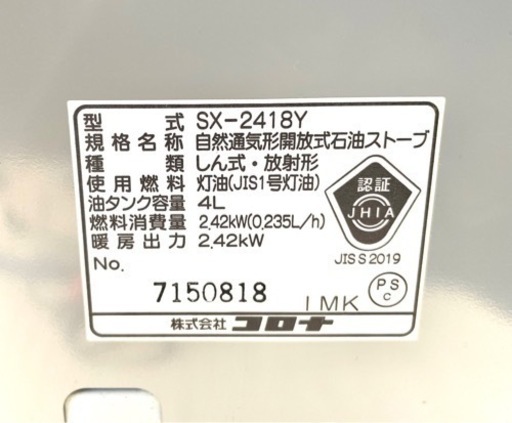 型式 SX-2418Y
規格名称 自然通気形開放式石油ストーブ
種類 しん式・放射形
使用燃料 灯油(JIS1号灯油)
油タンク容量 4L
燃料消費量 2.42kW(0.235L/h)
暖房出力 2.42kW
No.
認証
JHIA
JIS S 2019
7150818
1MK
PS
C
株式会社コロナ